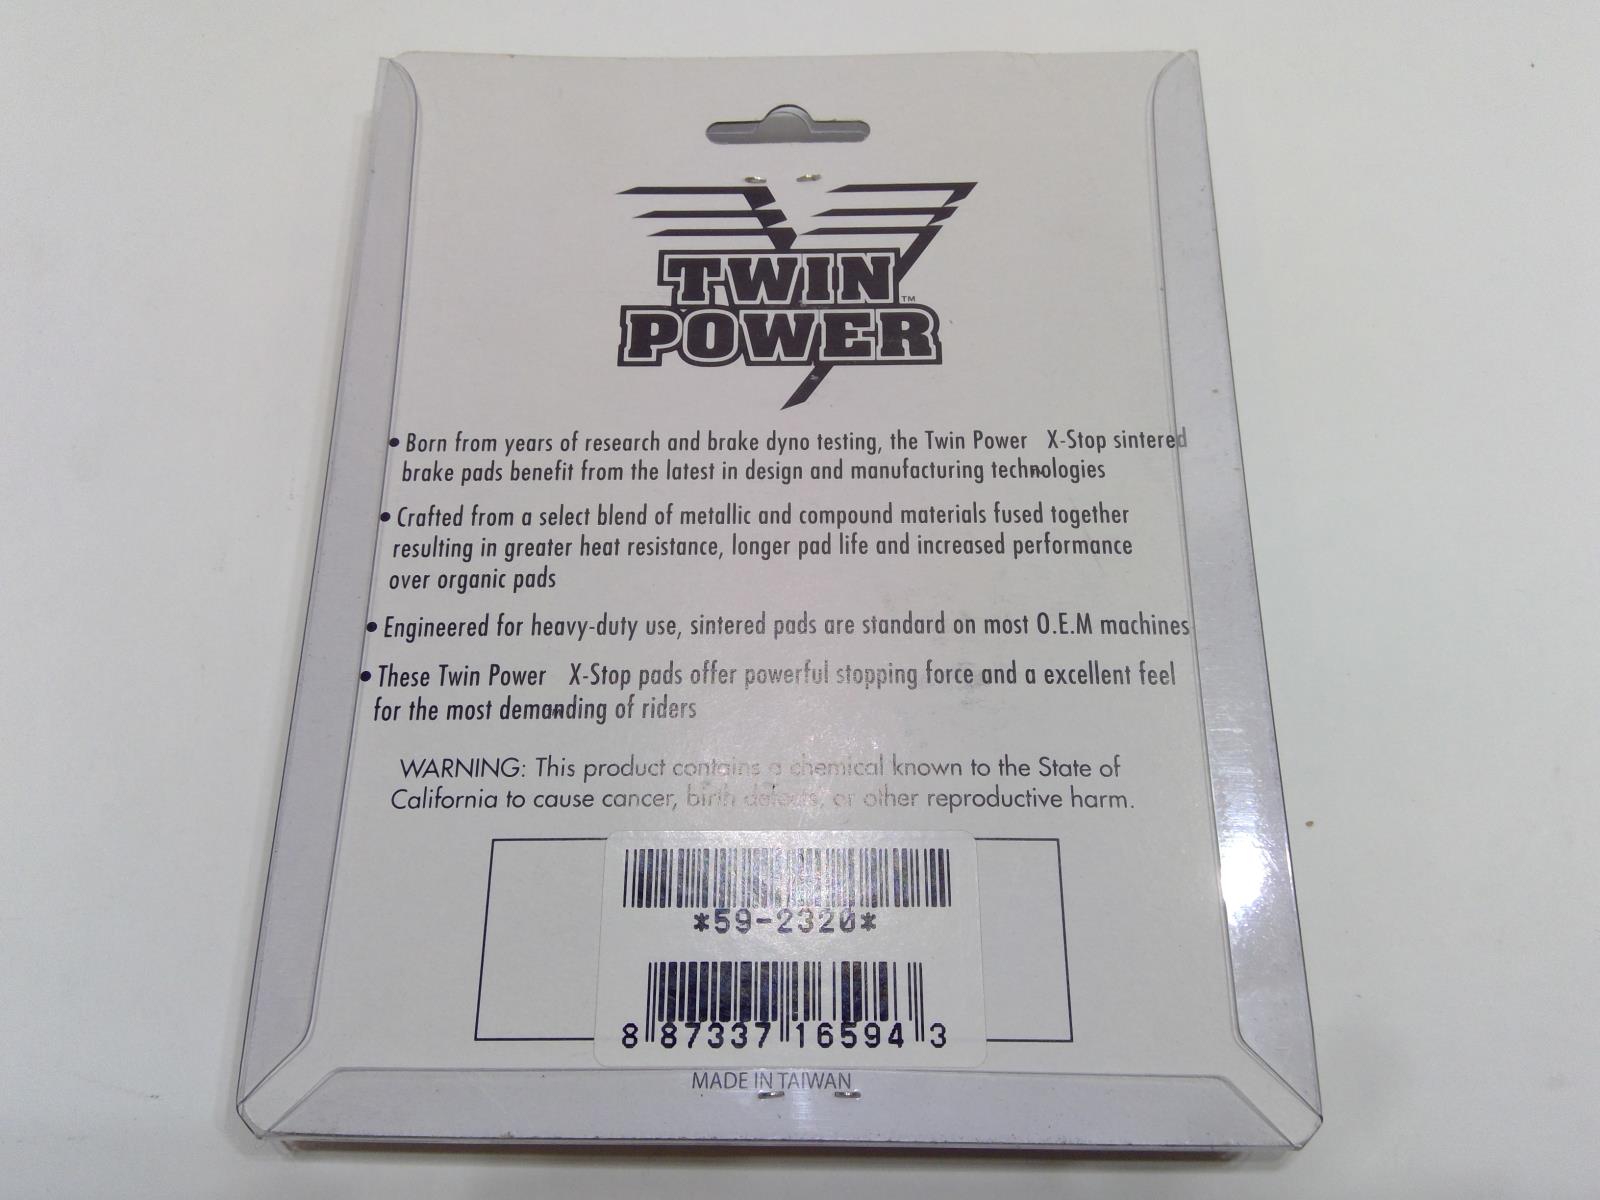 TWIN
POWER™
• Born from years of research and brake dyno testing, the Twin Power X-Stop sintered
brake pads benefit from the latest in design and manufacturing technologies
• Crafted from a select blend of metallic and compound materials fused together
resulting in greater heat resistance, longer pad life and increased performance
over organic pads
• Engineered for heavy-duty use, sintered pads are standard on most O.E.M machines
• These Twin Power X-Stop pads offer powerful stopping force and a excellent feel
for the most demanding of riders
WARNING: This product contains a chemical known to the State of
California to cause cancer, birth defects, or other reproductive harm.
*59-2320*
8 87337 16594 3
MADE IN TAIWAN